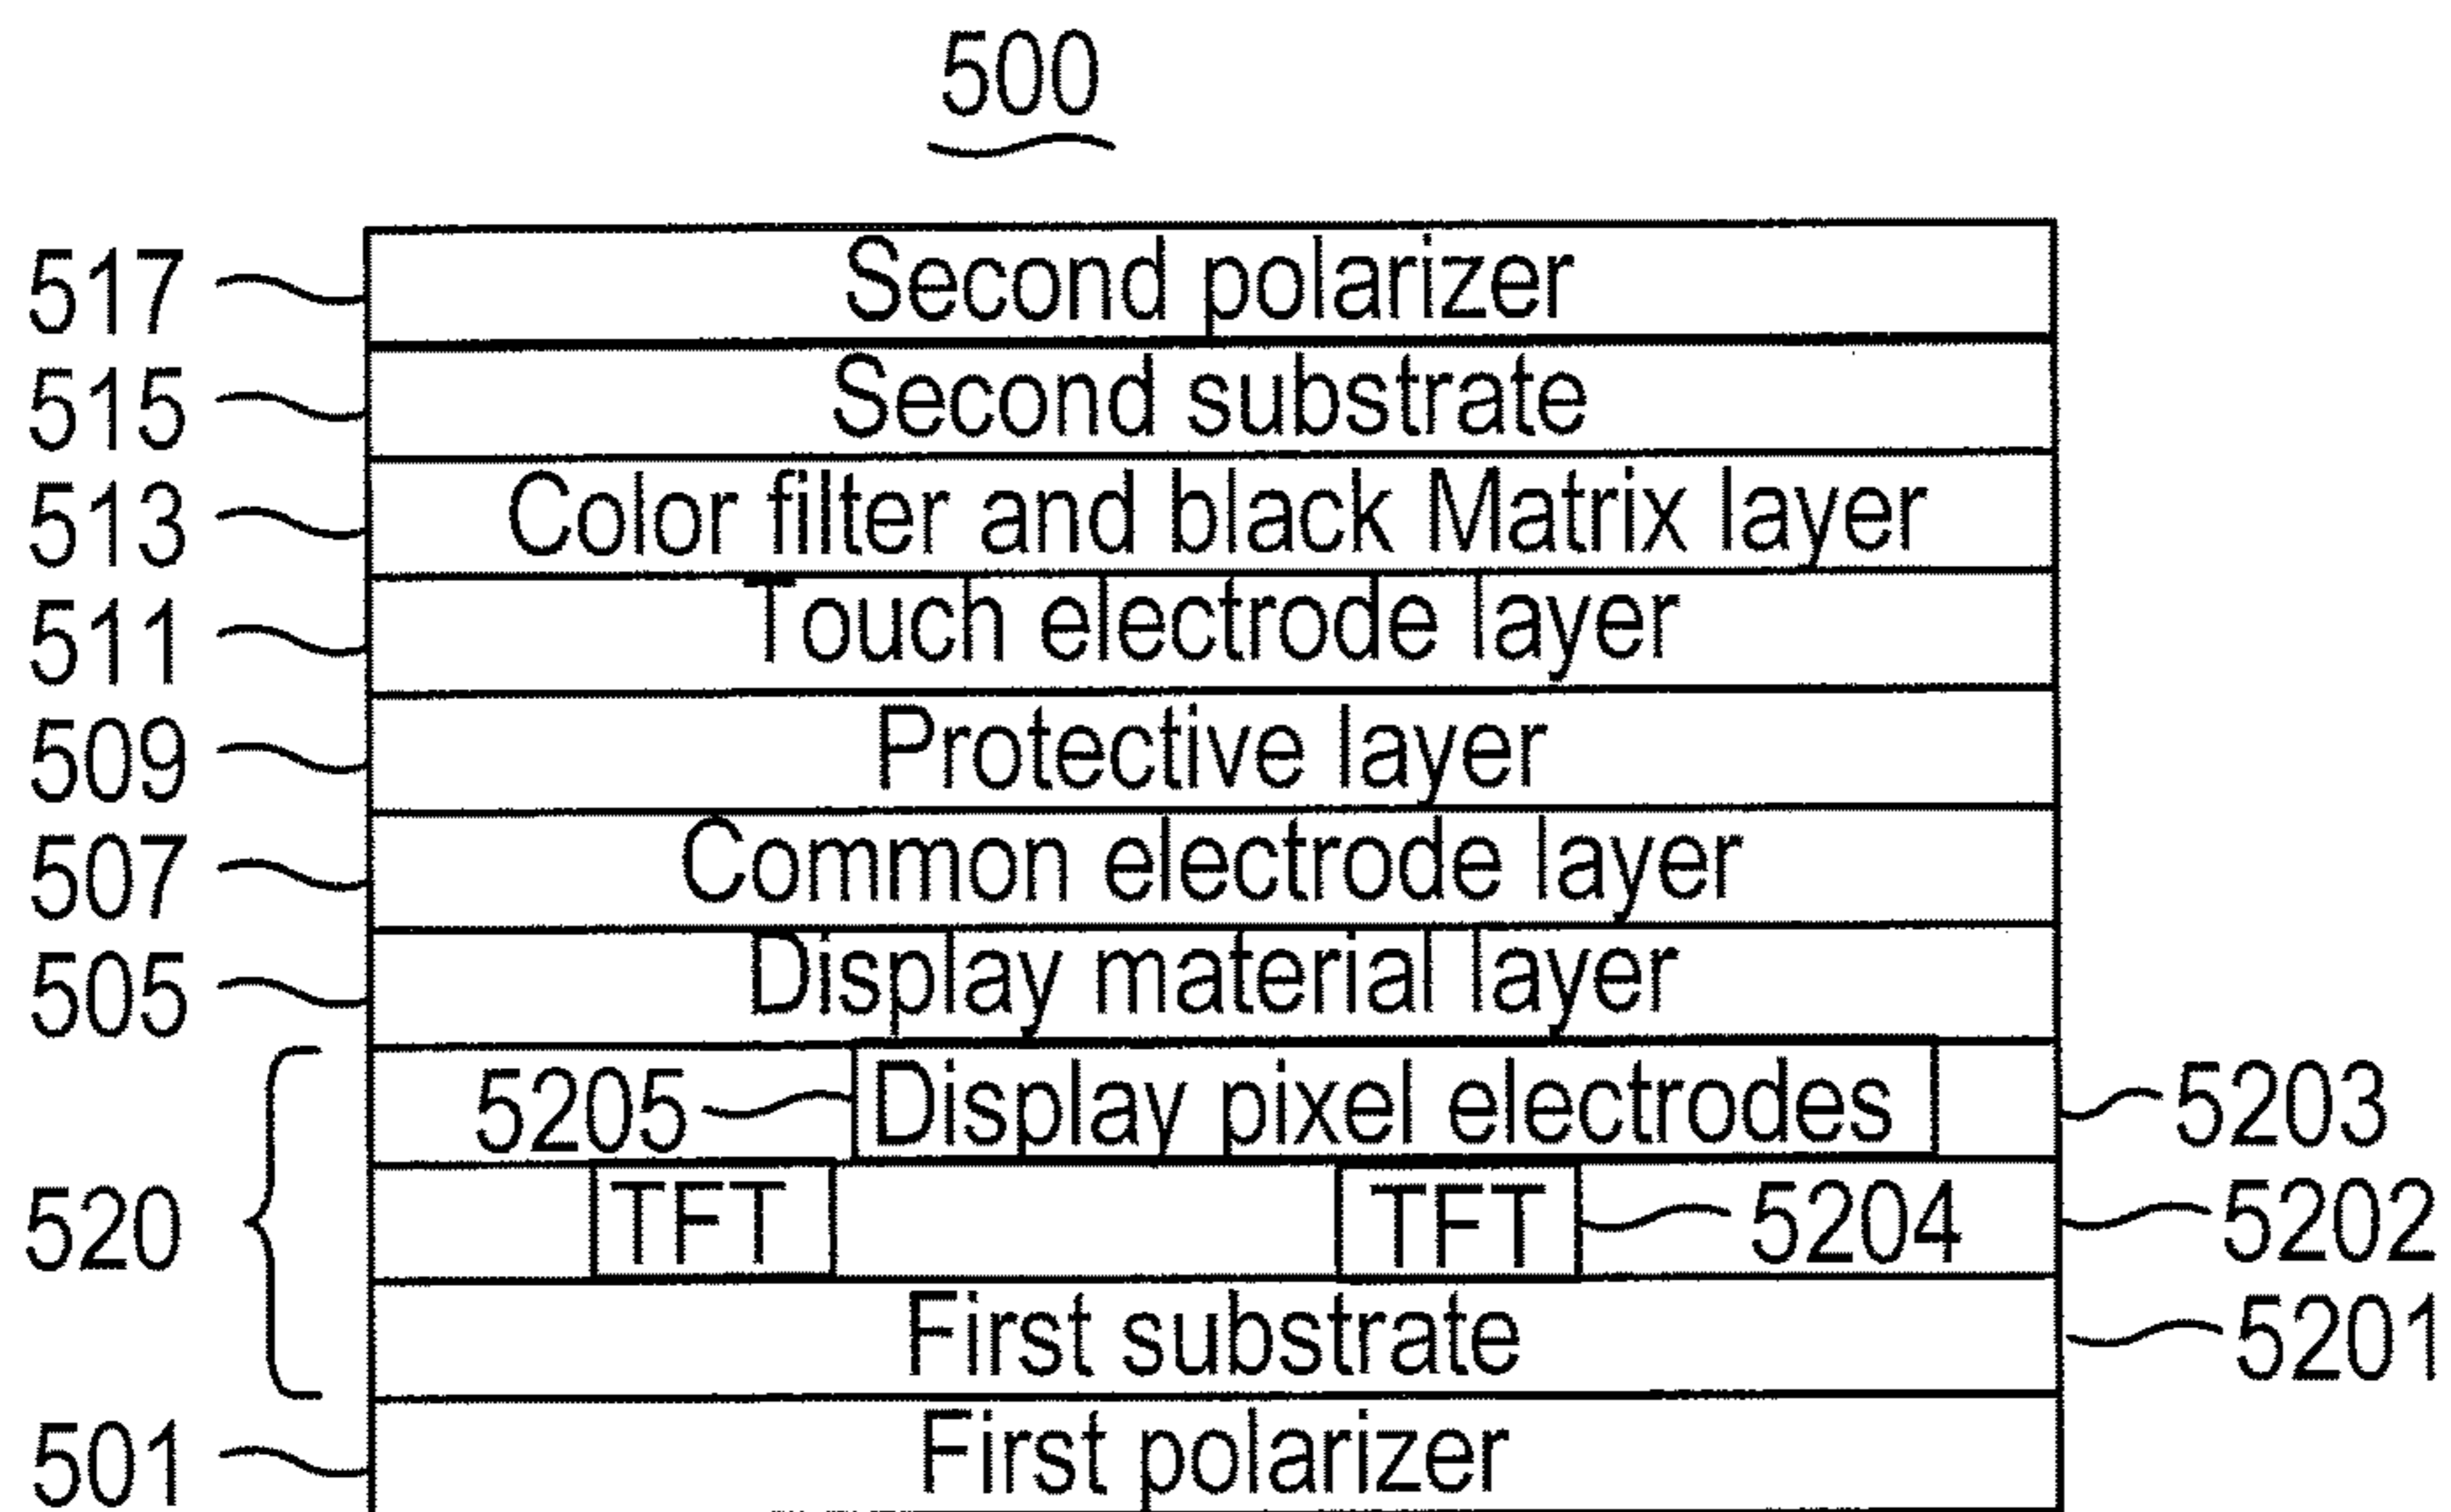 500
517 Second polarizer
515 Second substrate
513 Color filter and black Matrix layer
511 Touch electrode layer
509 Protective layer
507 Common electrode layer
505 Display material layer
5205 Display pixel electrodes 5203
520 TFT TFT 5204 5202
First substrate 5201
501 First polarizer